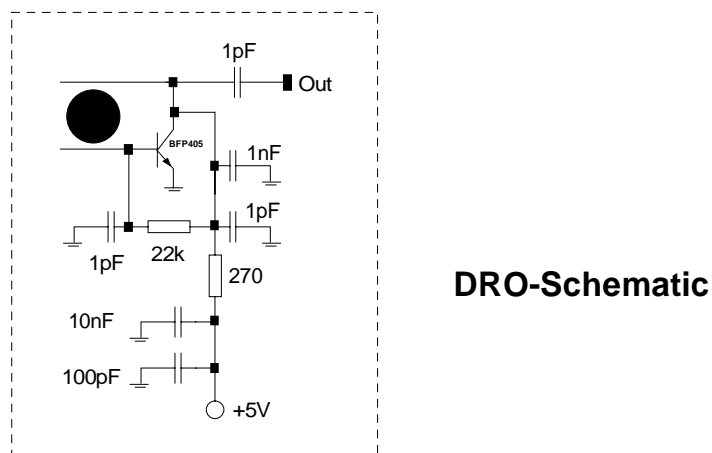 1pF
Out
BFP405
1nF
1pF
1pF
22k
270
DRO-Schematic
10nF
100pF
+5V